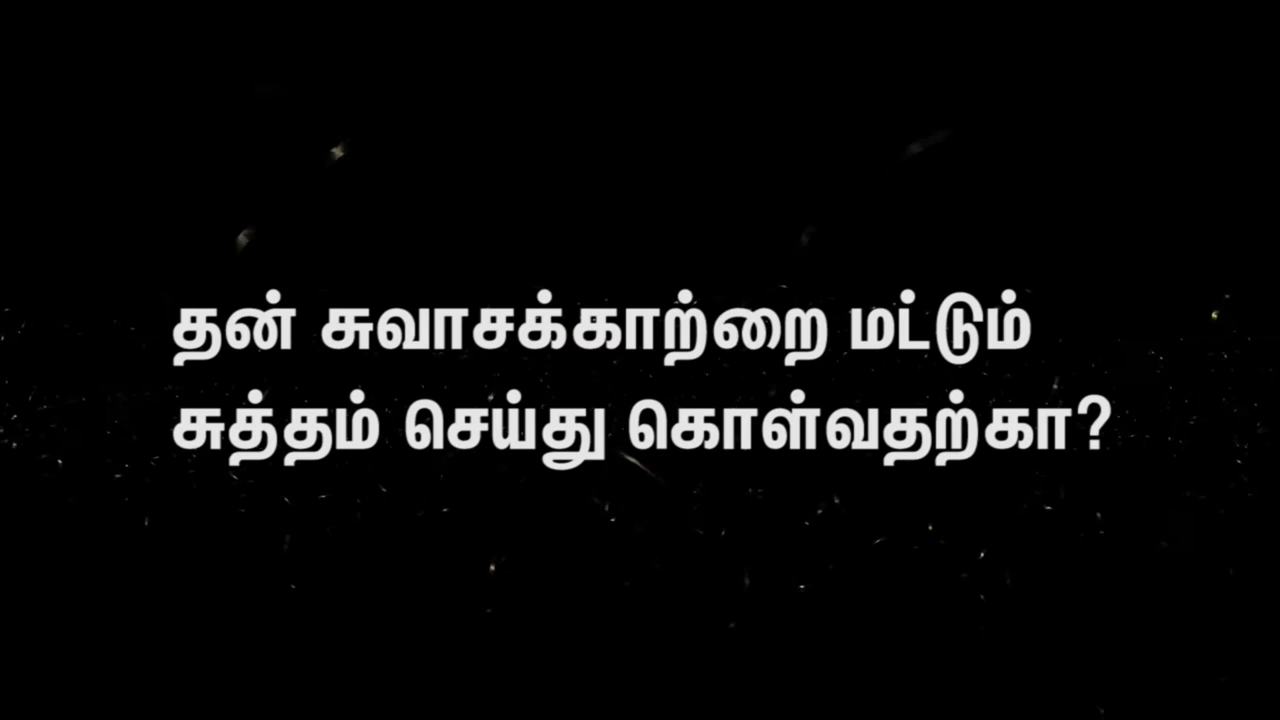 தன் சுவாசக்காற்றை மட்டும்
சுத்தம் செய்து கொள்வதற்கா?